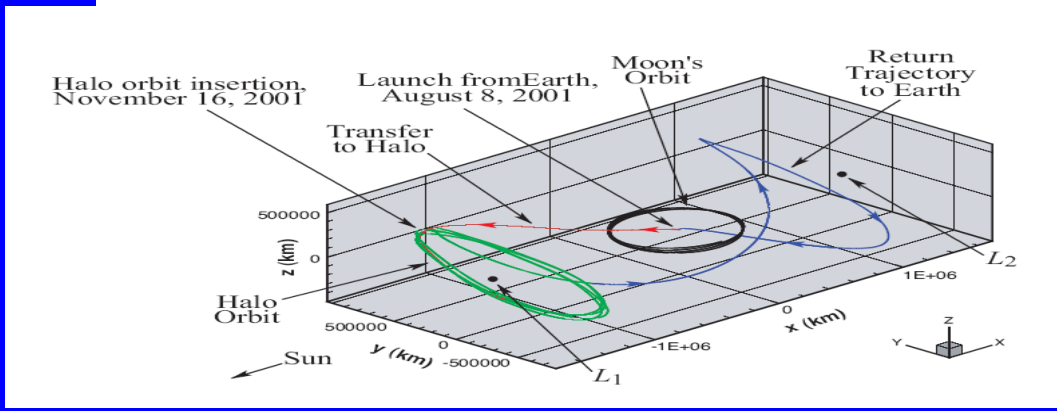 Halo orbit insertion,
November 16, 2001
Launch fromEarth,
August 8, 2001
Moon's
Orbit
Return
Trajectory
to Earth
Transfer
to Halo
500000
0
z (km)
Halo
Orbit
500000
0
-500000
y (km)
Sun
L1
-1E+06
0
1E+06
x (km)
L2
Z
Y
X